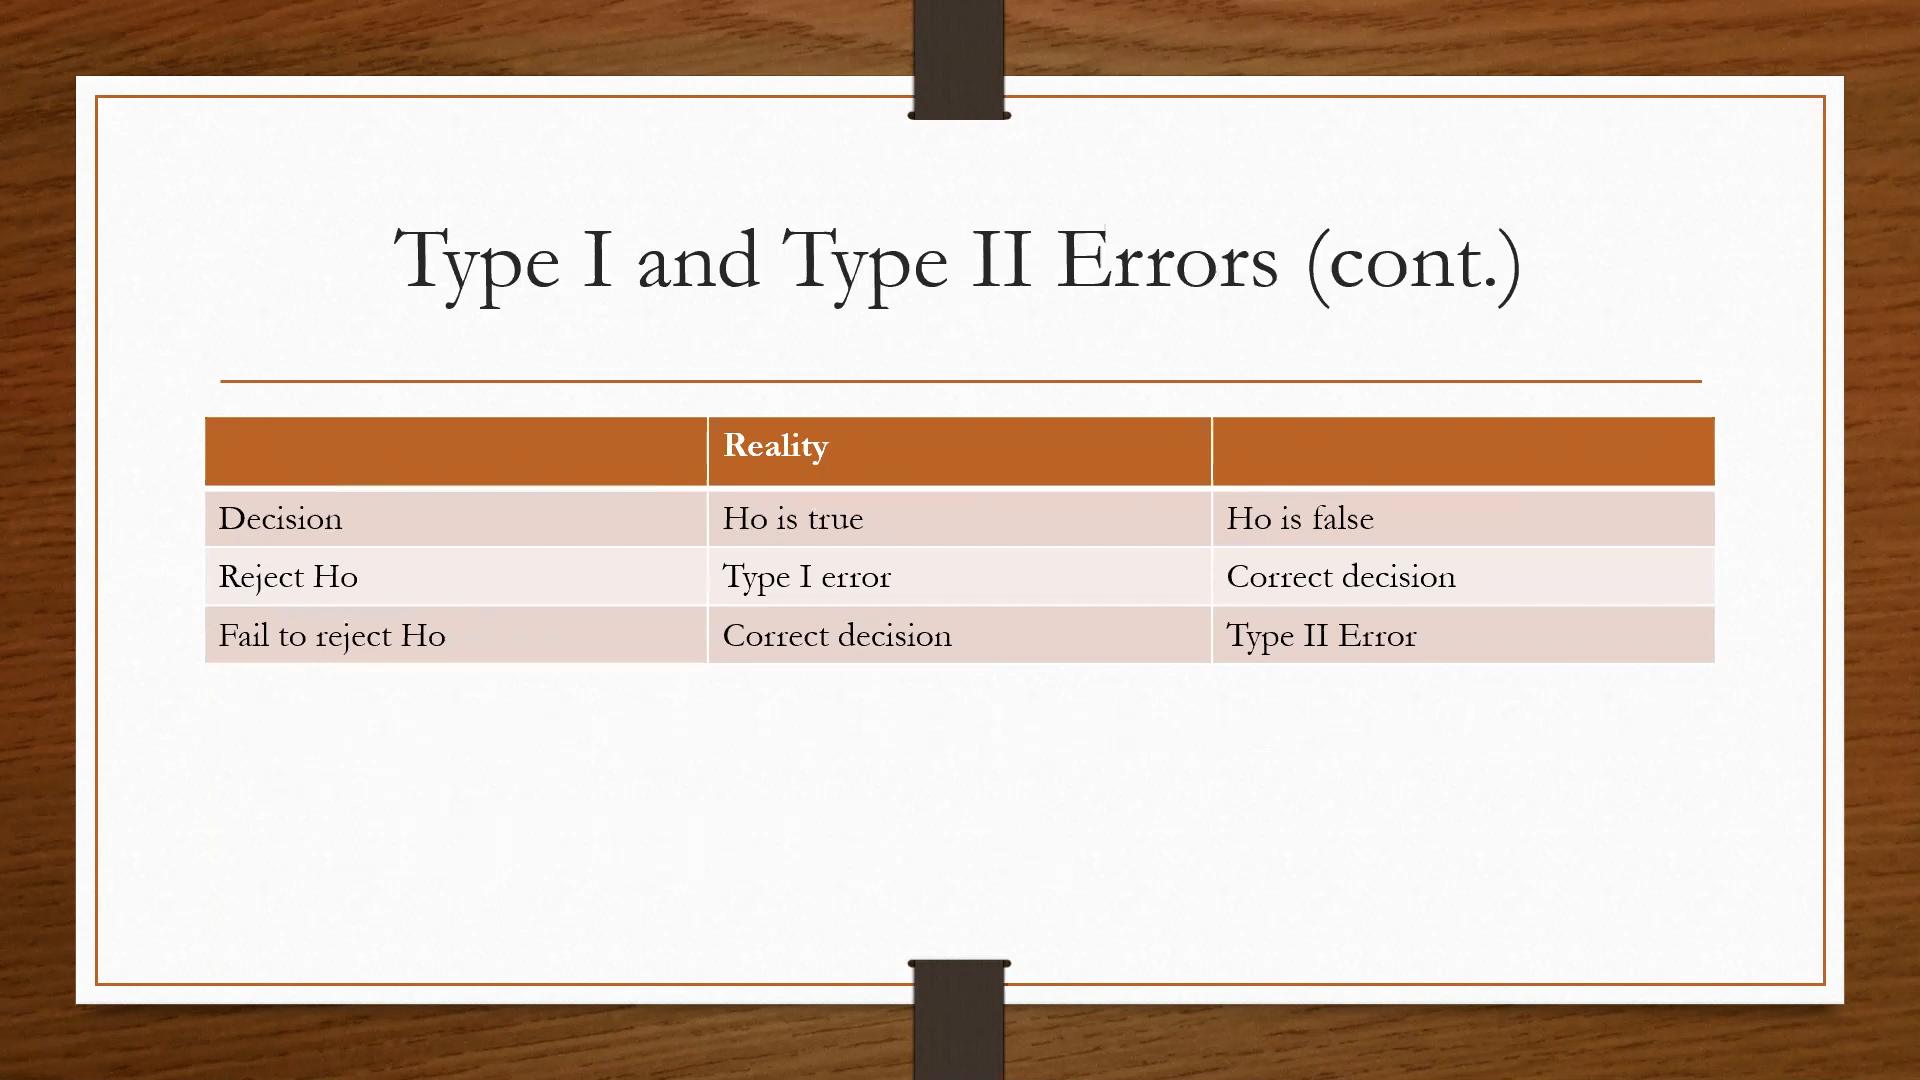 Type I and Type II Errors (cont.)
Reality
Decision Ho is true Ho is false
Reject Ho Type I error Correct decision
Fail to reject Ho Correct decision Type II Error